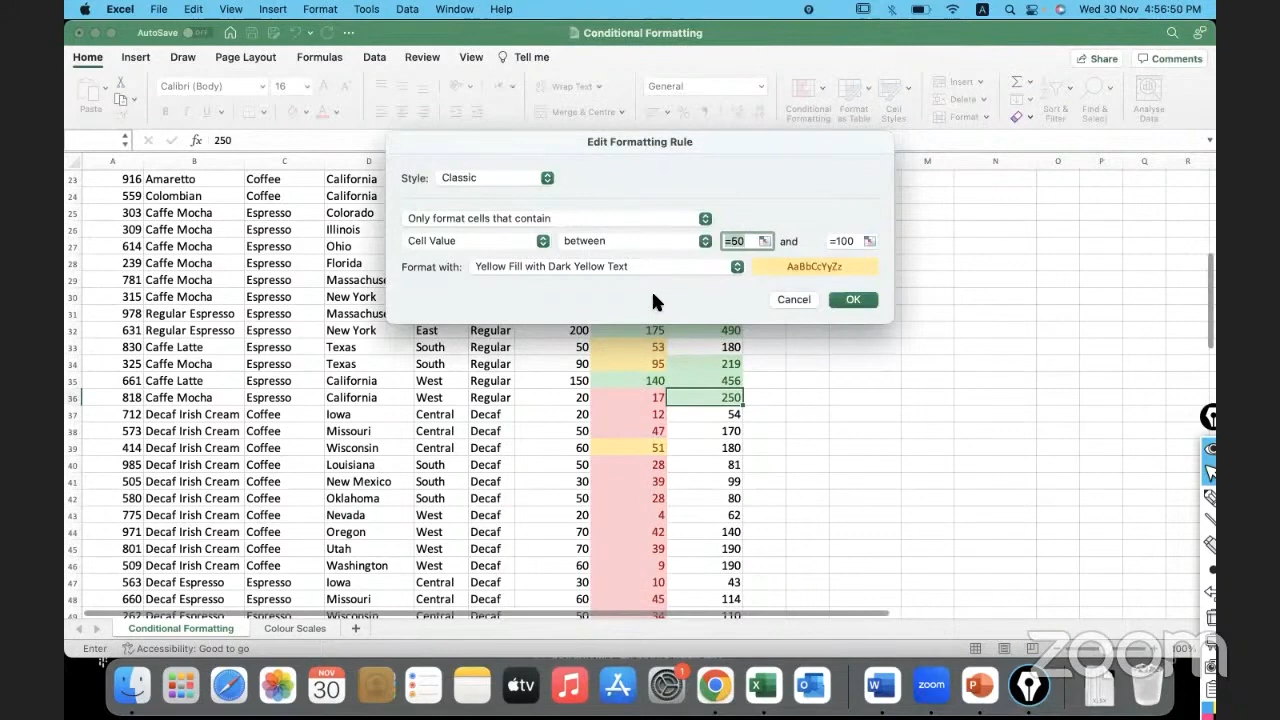 Excel File Edit View Insert Format Tools Data Window Help A Wed 30 Nov 4:56:50 PM
AutoSave OFF Conditional Formatting
Home Insert Draw Page Layout Formulas Data Review View Tell me Share Comments
Paste Calibri (Body) 16 Wrap Text General Conditional Formatting Format as Table Cell Styles Insert Sort & Filter Find & Select Analyse Data
B I U Merge & Centre Delete
Format
fx 250
Edit Formatting Rule
Style: Classic
Only format cells that contain
Cell Value between =50 and =100
Format with: Yellow Fill with Dark Yellow Text AaBbCcYyZz
Cancel OK
A B C D M N O P Q R
23 916 Amaretto Coffee California
24 559 Colombian Coffee California
25 303 Caffe Mocha Espresso Colorado
26 309 Caffe Mocha Espresso Illinois
27 614 Caffe Mocha Espresso Ohio
28 239 Caffe Mocha Espresso Florida
29 781 Caffe Mocha Espresso Massachuse
30 315 Caffe Mocha Espresso New York
31 978 Regular Espresso Espresso Massachuse
32 631 Regular Espresso Espresso New York East Regular 200 175 490
33 830 Caffe Latte Espresso Texas South Regular 50 53 180
34 325 Caffe Mocha Espresso Texas South Regular 90 95 219
35 661 Caffe Latte Espresso California West Regular 150 140 456
36 818 Caffe Mocha Espresso California West Regular 20 17 250
37 712 Decaf Irish Cream Coffee Iowa Central Decaf 20 12 54
38 573 Decaf Irish Cream Coffee Missouri Central Decaf 50 47 170
39 414 Decaf Irish Cream Coffee Wisconsin Central Decaf 60 51 180
40 985 Decaf Irish Cream Coffee Louisiana South Decaf 50 28 81
41 505 Decaf Irish Cream Coffee New Mexico South Decaf 30 39 99
42 580 Decaf Irish Cream Coffee Oklahoma South Decaf 50 28 80
43 775 Decaf Irish Cream Coffee Nevada West Decaf 20 4 62
44 971 Decaf Irish Cream Coffee Oregon West Decaf 70 42 140
45 801 Decaf Irish Cream Coffee Utah West Decaf 70 39 190
46 509 Decaf Irish Cream Coffee Washington West Decaf 60 9 190
47 563 Decaf Espresso Espresso Iowa Central Decaf 30 10 43
48 660 Decaf Espresso Espresso Missouri Central Decaf 60 45 114
49 262 Decaf Espresso Espresso Wisconsin Central Decaf 50 34 110
Conditional Formatting Colour Scales +
Enter Accessibility: Good to go
zoom
NOV 30 tv 1 X O W zoom P